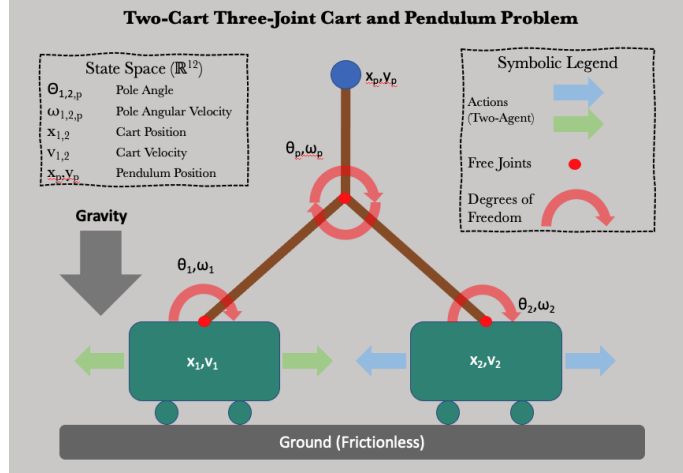 Two-Cart Three-Joint Cart and Pendulum Problem
State Space (ℝ¹²)
Θ₁,₂,ₚ Pole Angle
ω₁,₂,ₚ Pole Angular Velocity
x₁,₂ Cart Position
v₁,₂ Cart Velocity
xₚ,yₚ Pendulum Position
Symbolic Legend
Actions
(Two-Agent)
Free Joints
Degrees of
Freedom
xₚ,yₚ
θₚ,ωₚ
Gravity
θ₁,ω₁
θ₂,ω₂
x₁,v₁
x₂,v₂
Ground (Frictionless)